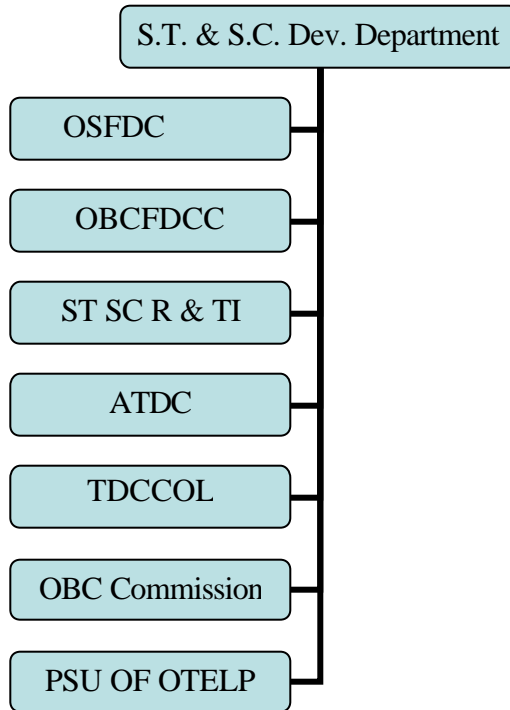 S.T. & S.C. Dev. Department
OSFDC
OBCFDCC
ST SC R & TI
ATDC
TDCCOL
OBC Commission
PSU OF OTELP